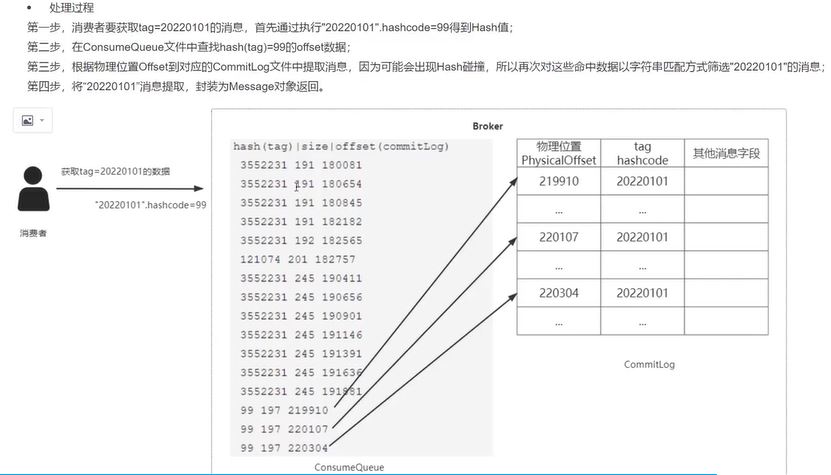 • 处理过程
第一步，消费者要获取tag=20220101的消息，首先通过执行"20220101".hashcode=99得到Hash值；
第二步，在ConsumeQueue文件中查找hash(tag)=99的offset数据；
第三步，根据物理位置Offset到对应的CommitLog文件中提取消息，因为可能会出现Hash碰撞，所以再次对这些命中数据以字符串匹配方式筛选"20220101"的消息；
第四步，将"20220101"消息提取，封装为Message对象返回。
Broker
获取tag=20220101的数据
"20220101".hashcode=99
消费者
hash(tag)|size|offset(commitLog)
3552231 191 180081
3552231 191 180654
3552231 191 180845
3552231 191 182182
3552231 192 182565
121074 201 182757
3552231 245 190411
3552231 245 190656
3552231 245 190901
3552231 245 191146
3552231 245 191391
3552231 245 191636
3552231 245 191881
99 197 219910
99 197 220107
99 197 220304
ConsumeQueue
物理位置 PhysicalOffset tag hashcode 其他消息字段
219910 20220101
... ...
220107 20220101
... ...
220304 20220101
... ...
CommitLog